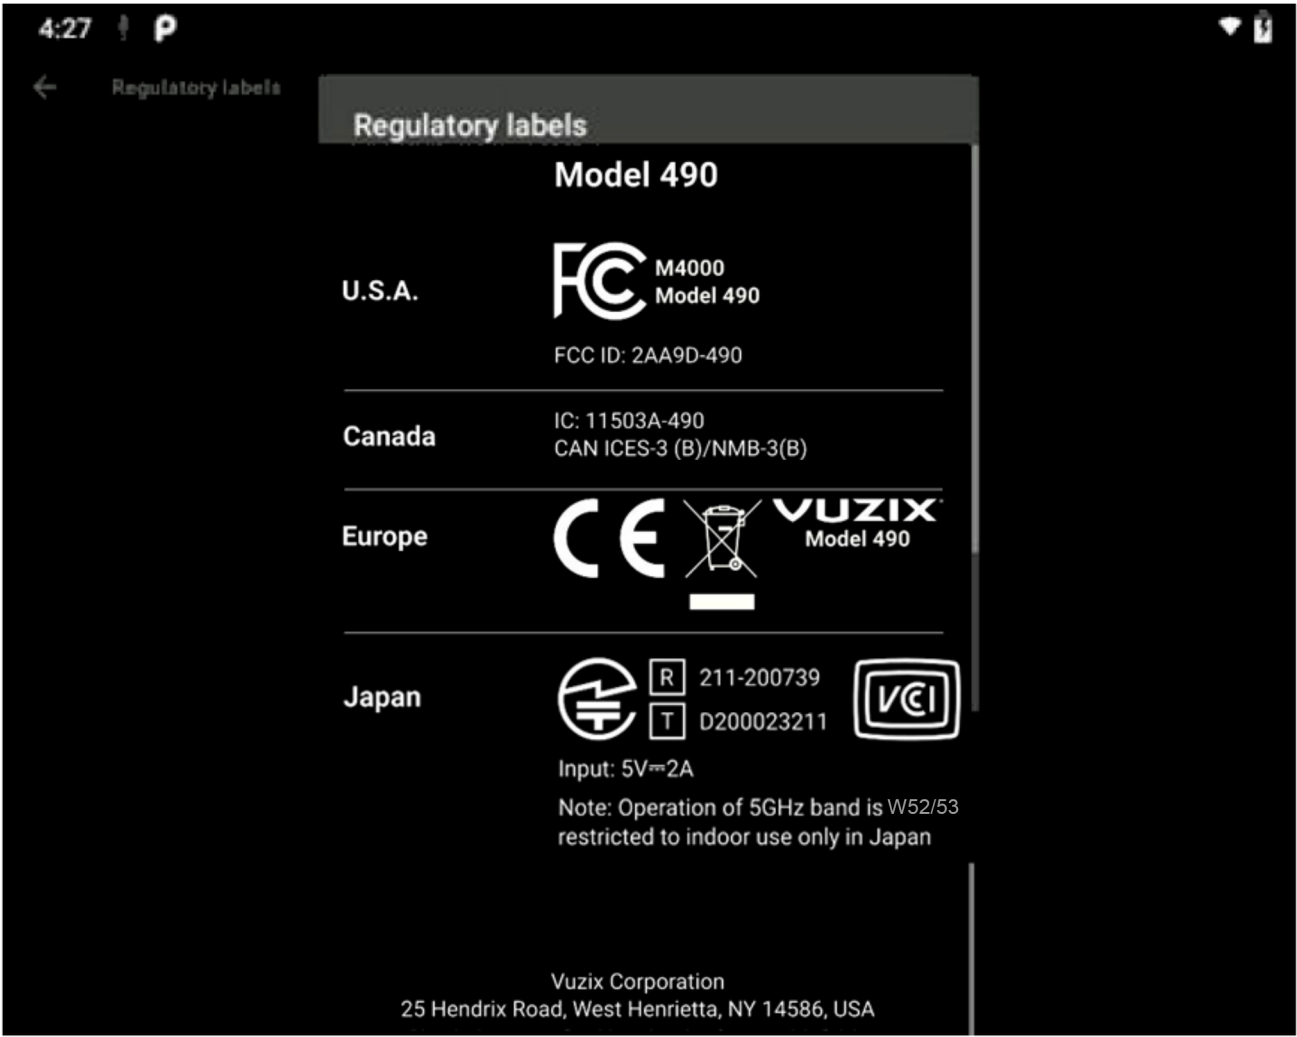 4:27
Regulatory labels
Regulatory labels
Model 490
U.S.A.
FC M4000
Model 490
FCC ID: 2AA9D-490
Canada
IC: 11503A-490
CAN ICES-3 (B)/NMB-3(B)
Europe
CE VUZIX
Model 490
Japan
R 211-200739
T D200023211
VCCI
Input: 5V⎓2A
Note: Operation of 5GHz band is W52/53
restricted to indoor use only in Japan
Vuzix Corporation
25 Hendrix Road, West Henrietta, NY 14586, USA